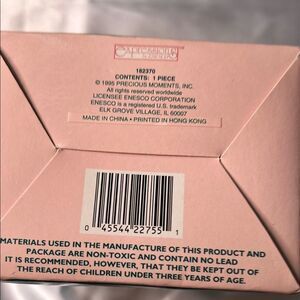 182370
CONTENTS: 1 PIECE
© 1995 PRECIOUS MOMENTS, INC.
All rights reserved worldwide
LICENSEE ENESCO CORPORATION
ENESCO is a registered U.S. trademark
ELK GROVE VILLAGE, IL 60007
MADE IN CHINA • PRINTED IN HONG KONG
0 45544 22755 1
MATERIALS USED IN THE MANUFACTURE OF THIS PRODUCT AND
PACKAGE ARE NON-TOXIC AND CONTAIN NO LEAD
IT IS RECOMMENDED, HOWEVER, THAT THEY BE KEPT OUT OF
THE REACH OF CHILDREN UNDER THREE YEARS OF AGE.